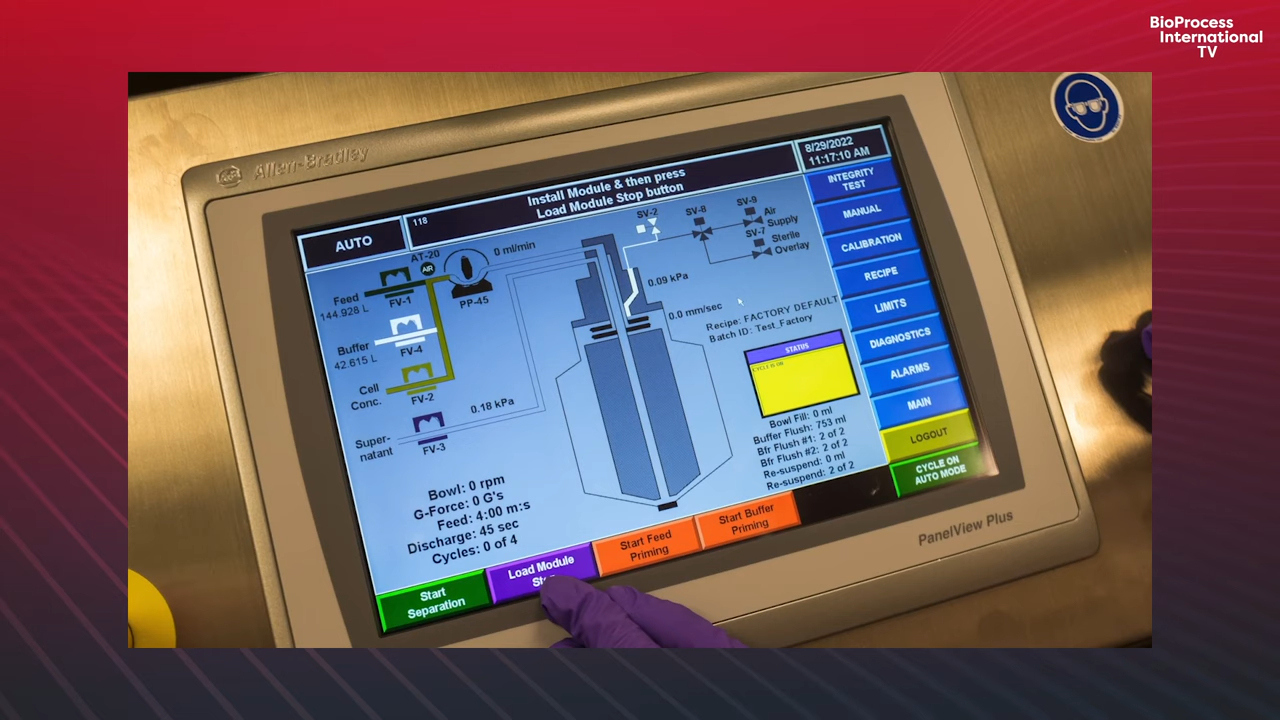 BioProcess
International
TV
Allen-Bradley
AUTO
118
Install Module & then press
Load Module Stop button
8/29/2022
11:17:10 AM
INTEGRITY
TEST
MANUAL
CALIBRATION
RECIPE
LIMITS
DIAGNOSTICS
ALARMS
MAIN
LOGOUT
CYCLE ON
AUTO MODE
AT-20
AIR
0 ml/min
PP-45
Feed
144.928 L
FV-1
Buffer
42.615 L
FV-4
Cell
Conc.
FV-2
Super-
natant
FV-3
0.18 kPa
SV-2
SV-8
SV-9
Air
Supply
SV-7
Sterile
Overlay
0.09 kPa
0.0 mm/sec
Recipe: FACTORY DEFAULT
Batch ID: Test_Factory
STATUS
CYCLE IS ON
Bowl Fill: 0 ml
Buffer Flush: 753 ml
Bfr Flush #1: 2 of 2
Bfr Flush #2: 2 of 2
Re-suspend: 0 ml
Re-suspend: 2 of 2
Bowl: 0 rpm
G-Force: 0 G's
Feed: 4:00 m:s
Discharge: 45 sec
Cycles: 0 of 4
Start
Separation
Load Module
Start Feed
Priming
Start Buffer
Priming
PanelView Plus